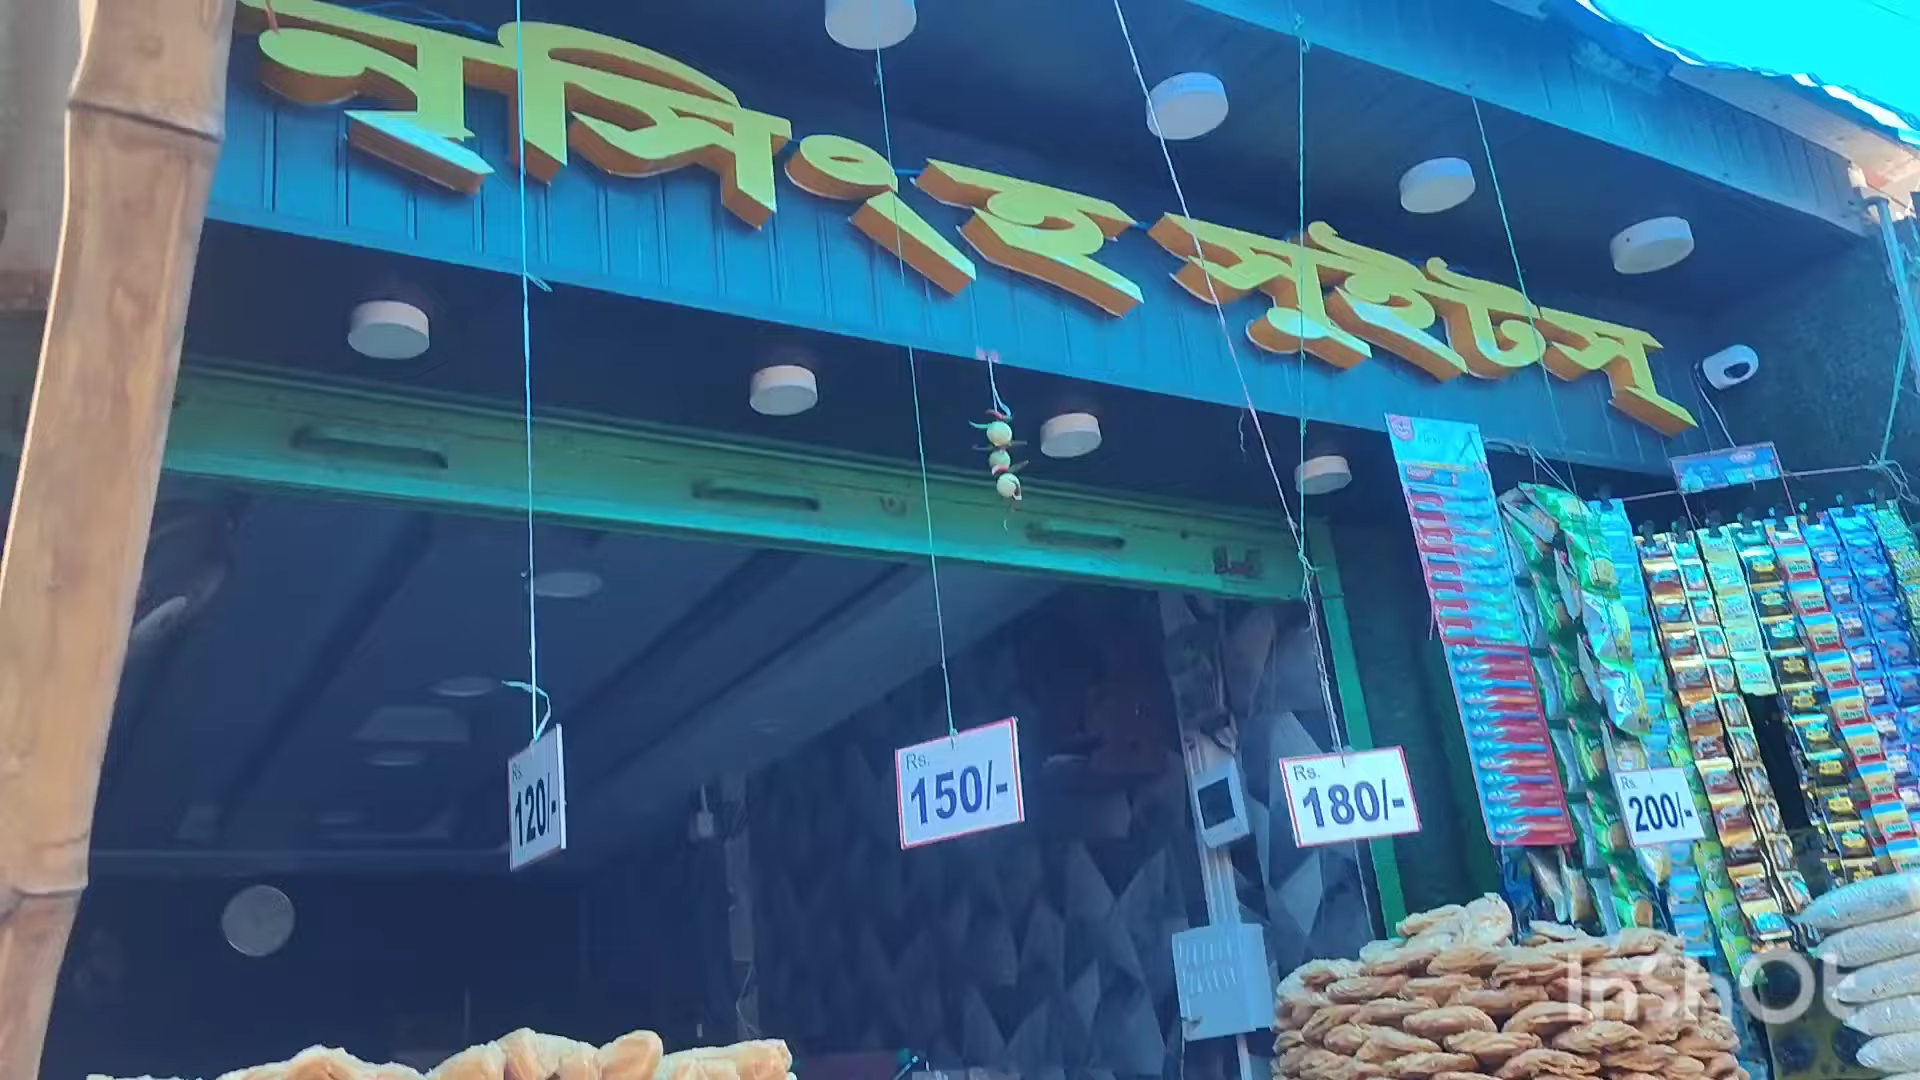 নৃসিংহ সুইটস্
Rs.
120/-
Rs.
150/-
Rs.
180/-
Rs.
200/-
InShOt